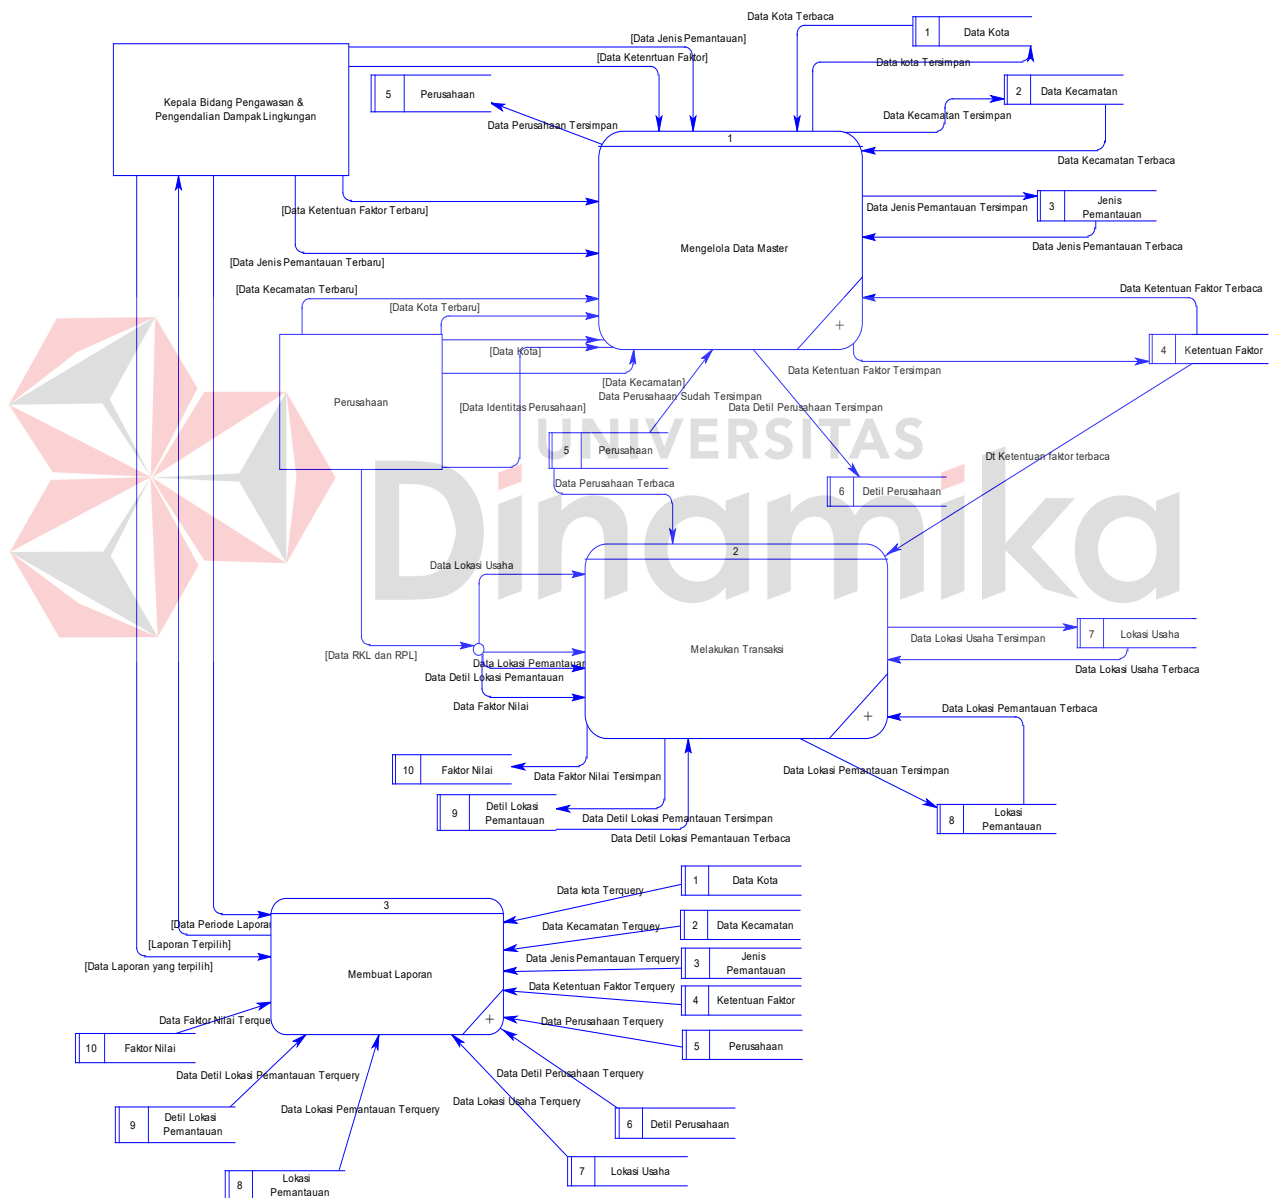 Data Kota Terbaca
1
Data Kota
[Data Jenis Pemantauan]
[Data Ketenrtuan Faktor]
Data kota Tersimpan
5
Perusahaan
2
Data Kecamatan
Kepala Bidang Pengawasan &
Pengendalian Dampak Lingkungan
Data Perusahaan Tersimpan
Data Kecamatan Tersimpan
1
Data Kecamatan Terbaca
[Data Ketentuan Faktor Terbaru]
Data Jenis Pemantauan Tersimpan
3
Jenis
Pemantauan
Mengelola Data Master
Data Jenis Pemantauan Terbaca
[Data Jenis Pemantauan Terbaru]
[Data Kecamatan Terbaru]
[Data Kota Terbaru]
Data Ketentuan Faktor Terbaca
+
[Data Kota]
4
Ketentuan Faktor
Data Ketentuan Faktor Tersimpan
[Data Kecamatan]
Data Perusahaan Sudah Tersimpan
Perusahaan
[Data Identitas Perusahaan]
Data Detil Perusahaan Tersimpan
UNIVERSITAS
Dinamika
5
Perusahaan
Dt Ketentuan faktor terbaca
Data Perusahaan Terbaca
6
Detil Perusahaan
2
Data Lokasi Usaha
[Data RKL dan RPL]
Data Lokasi Pemantauan
Data Detil Lokasi Pemantauan
Data Faktor Nilai
Melakukan Transaksi
+
Data Lokasi Usaha Tersimpan
7
Lokasi Usaha
Data Lokasi Usaha Terbaca
Data Lokasi Pemantauan Terbaca
10
Faktor Nilai
Data Faktor Nilai Tersimpan
Data Lokasi Pemantauan Tersimpan
9
Detil Lokasi
Pemantauan
Data Detil Lokasi Pemantauan Tersimpan
Data Detil Lokasi Pemantauan Terbaca
8
Lokasi
Pemantauan
1
Data Kota
Data kota Terquery
3
[Data Periode Laporan
2
Data Kecamatan
Data Kecamatan Terquey
[Laporan Terpilih]
[Data Laporan yang terpilih]
Membuat Laporan
+
Data Jenis Pemantauan Terquery
3
Jenis
Pemantauan
Data Ketentuan Faktor Terquery
4
Ketentuan Faktor
Data Faktor Nilai Terque
Data Perusahaan Terquery
5
Perusahaan
10
Faktor Nilai
Data Detil Lokasi Pemantauan Terquery
Data Detil Perusahaan Terquery
Data Lokasi Pemantauan Terquery
Data Lokasi Usaha Terquery
9
Detil Lokasi
Pemantauan
6
Detil Perusahaan
8
Lokasi
Pemantauan
7
Lokasi Usaha